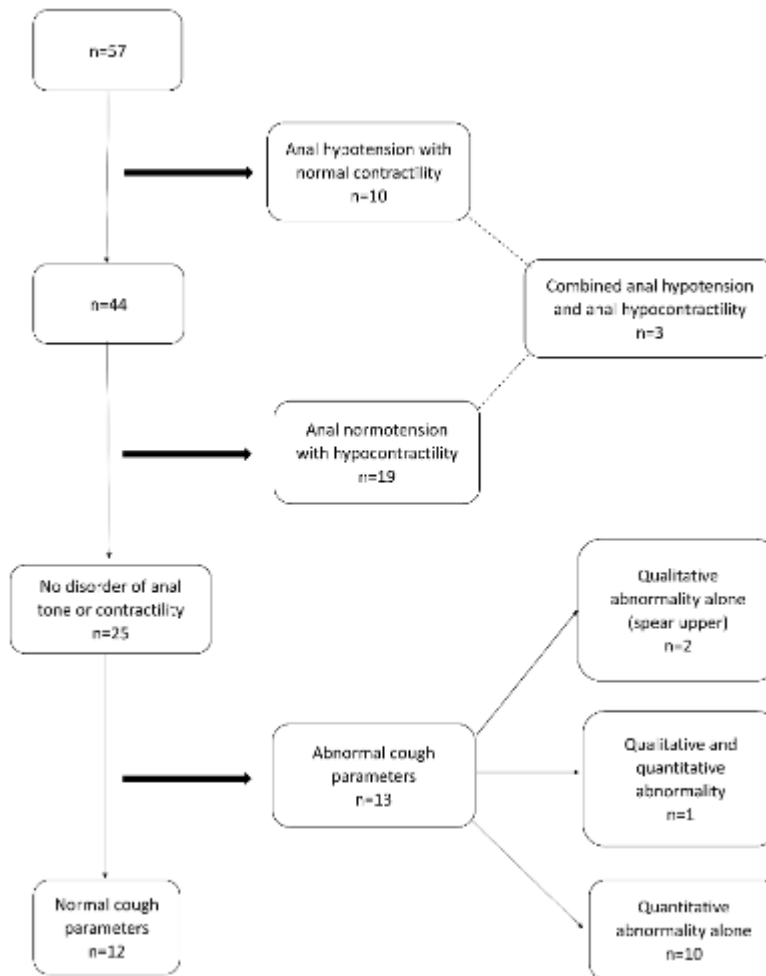 n=57
Anal hypotension with
normal contractility
n=10
n=44
Combined anal hypotension
and anal hypocontractility
n=3
Anal normotension
with hypocontractility
n=19
No disorder of anal
tone or contractility
n=25
Qualitative
abnormality alone
(spear upper)
n=2
Abnormal cough
parameters
n=13
Qualitative and
quantitative
abnormality
n=1
Normal cough
parameters
n=12
Quantitative
abnormality alone
n=10